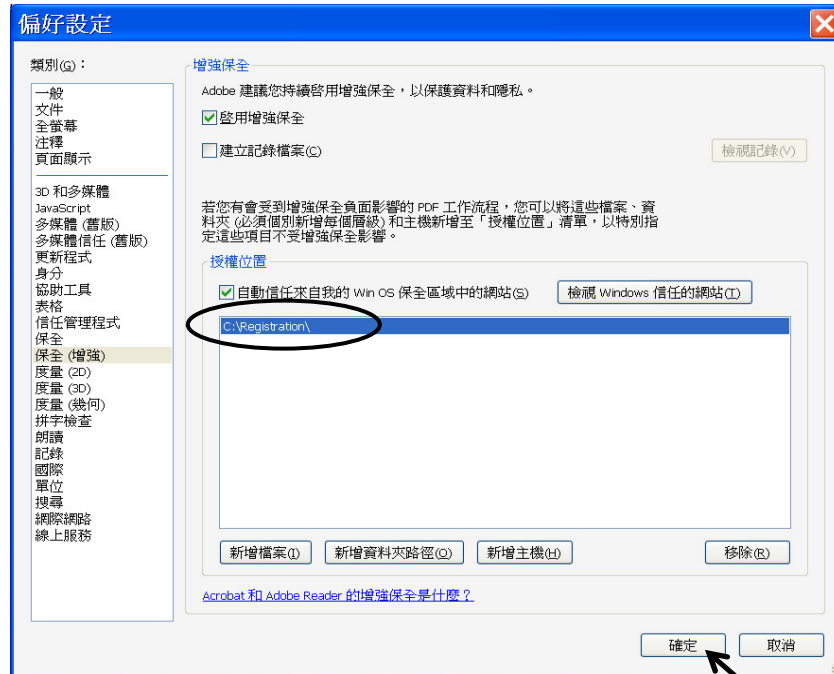 偏好設定
類別(G)：
一般
文件
全螢幕
注釋
頁面顯示
3D 和多媒體
JavaScript
多媒體 (舊版)
多媒體信任 (舊版)
更新程式
身分
協助工具
表格
信任管理程式
保全
保全 (增強)
度量 (2D)
度量 (3D)
度量 (幾何)
拼字檢查
朗讀
記錄
國際
單位
搜尋
網際網路
線上服務
增強保全
Adobe 建議您持續啓用增強保全，以保護資料和隱私。
啓用增強保全
建立記錄檔案(C)
檢視記錄(V)
若您有會受到增強保全負面影響的 PDF 工作流程，您可以將這些檔案、資
料夾 (必須個別新增每個層級) 和主機新增至「授權位置」清單，以特別指
定這些項目不受增強保全影響。
授權位置
自動信任來自我的 Win OS 保全區域中的網站(S)
檢視 Windows 信任的網站(T)
C:\Registration\
新增檔案(I)
新增資料夾路徑(O)
新增主機(H)
移除(R)
Acrobat 和 Adobe Reader 的增強保全是什麼？
確定
取消